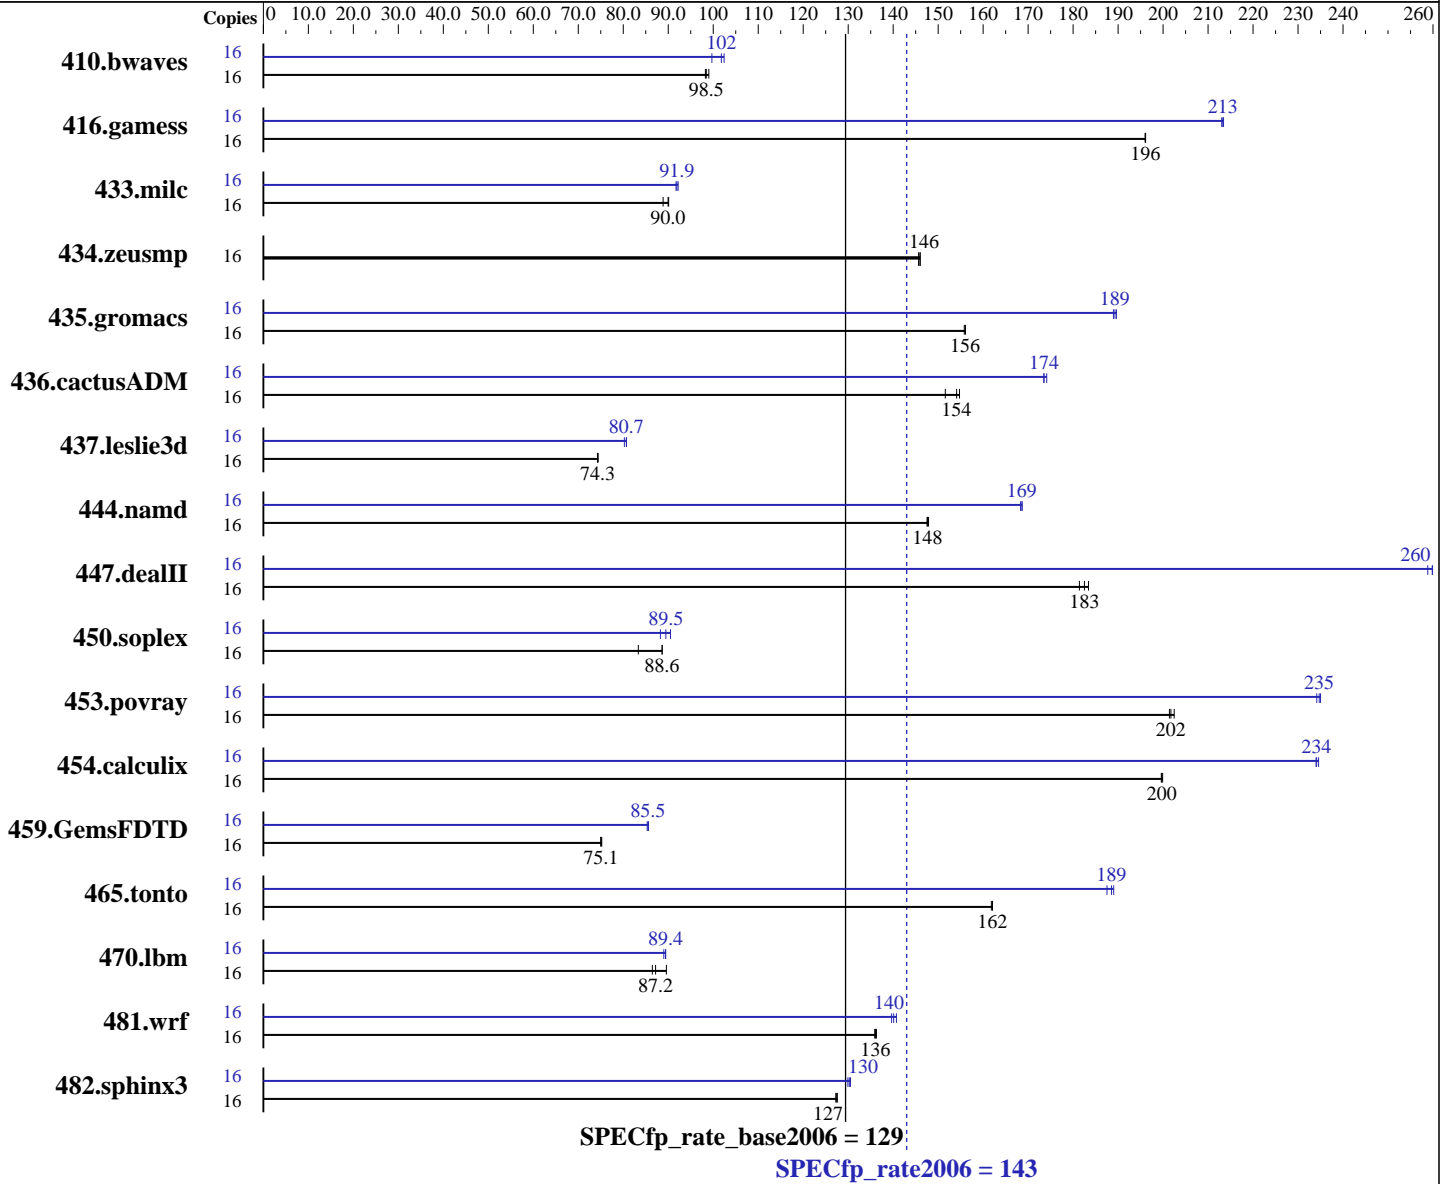 Copies 0 10.0 20.0 30.0 40.0 50.0 60.0 70.0 80.0 90.0 100 110 120 130 140 150 160 170 180 190 200 210 220 230 240 260
410.bwaves 16 102
16 98.5
416.gamess 16 213
16 196
433.milc 16 91.9
16 90.0
434.zeusmp 16 146
435.gromacs 16 189
16 156
436.cactusADM 16 174
16 154
437.leslie3d 16 80.7
16 74.3
444.namd 16 169
16 148
447.dealII 16 260
16 183
450.soplex 16 89.5
16 88.6
453.povray 16 235
16 202
454.calculix 16 234
16 200
459.GemsFDTD 16 85.5
16 75.1
465.tonto 16 189
16 162
470.lbm 16 89.4
16 87.2
481.wrf 16 140
16 136
482.sphinx3 16 130
16 127
SPECfp_rate_base2006 = 129
SPECfp_rate2006 = 143